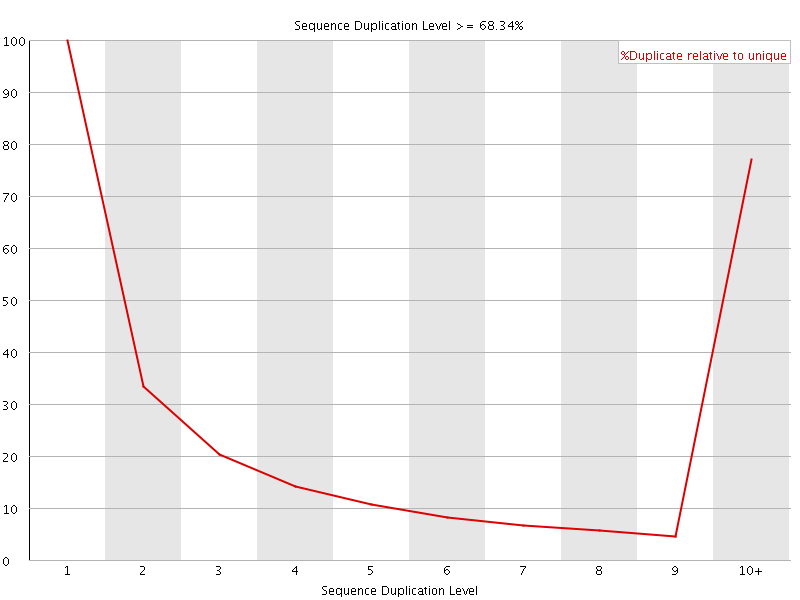 Sequence Duplication Level >= 68.34%
%Duplicate relative to unique
100
90
80
70
60
50
40
30
20
10
0
1 2 3 4 5 6 7 8 9 10+
Sequence Duplication Level